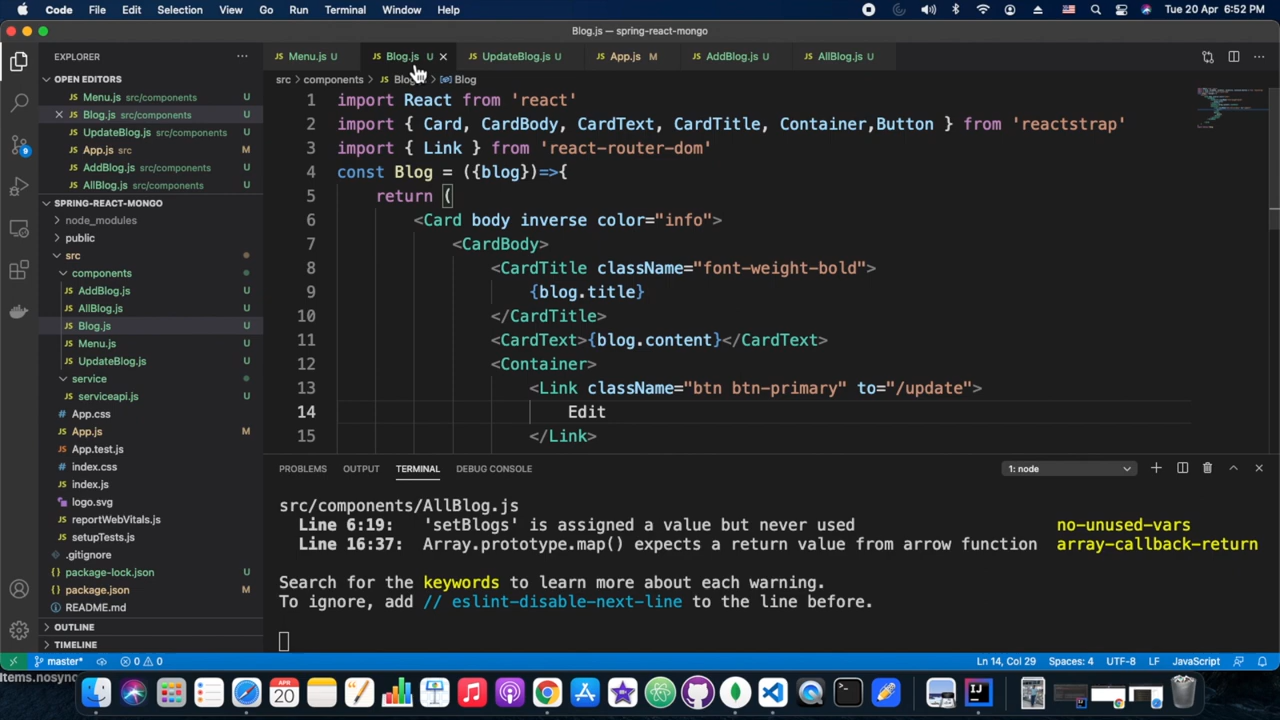 Code File Edit Selection View Go Run Terminal Window Help Tue 20 Apr 6:52 PM
Blog.js — spring-react-mongo
EXPLORER
Menu.js U Blog.js U UpdateBlog.js U App.js M AddBlog.js U AllBlog.js U
OPEN EDITORS
Menu.js src/components U
Blog.js src/components U
UpdateBlog.js src/components U
App.js src M
AddBlog.js src/components U
AllBlog.js src/components U
SPRING-REACT-MONGO
node_modules
public
src
components
AddBlog.js U
AllBlog.js U
Blog.js U
Menu.js U
UpdateBlog.js U
service
serviceapi.js U
App.css
App.js M
App.test.js
index.css
index.js
logo.svg
reportWebVitals.js
setupTests.js
.gitignore
package-lock.json U
package.json M
README.md
OUTLINE
TIMELINE
src > components > Blog > Blog
1 import React from 'react'
2 import { Card, CardBody, CardText, CardTitle, Container,Button } from 'reactstrap'
3 import { Link } from 'react-router-dom'
4 const Blog = ({blog})=>{
5 return (
6 <Card body inverse color="info">
7 <CardBody>
8 <CardTitle className="font-weight-bold">
9 {blog.title}
10 </CardTitle>
11 <CardText>{blog.content}</CardText>
12 <Container>
13 <Link className="btn btn-primary" to="/update">
14 Edit
15 </Link>
PROBLEMS OUTPUT TERMINAL DEBUG CONSOLE 1: node
src/components/AllBlog.js
Line 6:19: 'setBlogs' is assigned a value but never used no-unused-vars
Line 16:37: Array.prototype.map() expects a return value from arrow function array-callback-return
Search for the keywords to learn more about each warning.
To ignore, add // eslint-disable-next-line to the line before.
master* 0 0 Ln 14, Col 29 Spaces: 4 UTF-8 LF JavaScript
Items.nosync